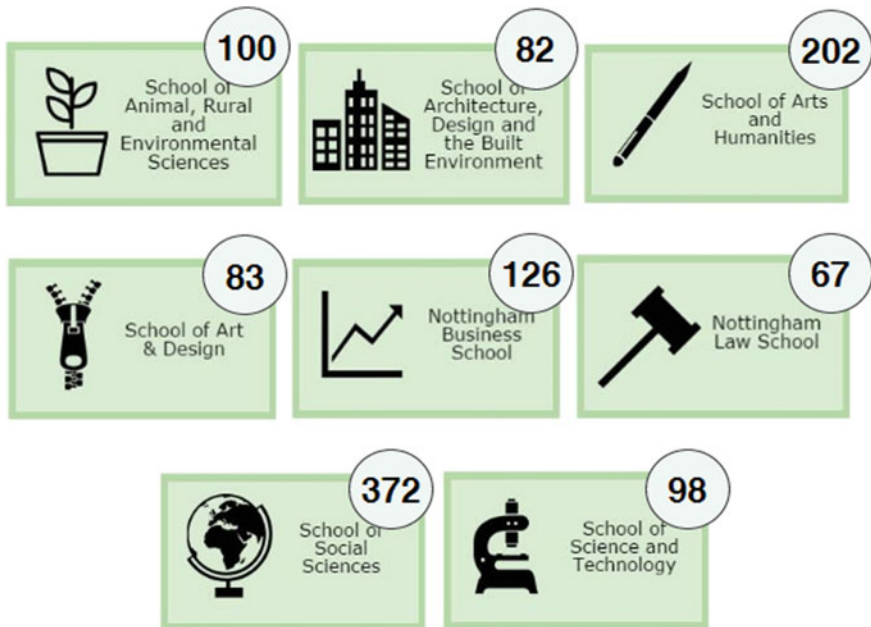 100
School of
Animal, Rural
and
Environmental
Sciences
82
School of
Architecture,
Design and
the Built
Environment
202
School of Arts
and
Humanities
83
School of Art
& Design
126
Nottingham
Business
School
67
Nottingham
Law School
372
School of
Social
Sciences
98
School of
Science and
Technology